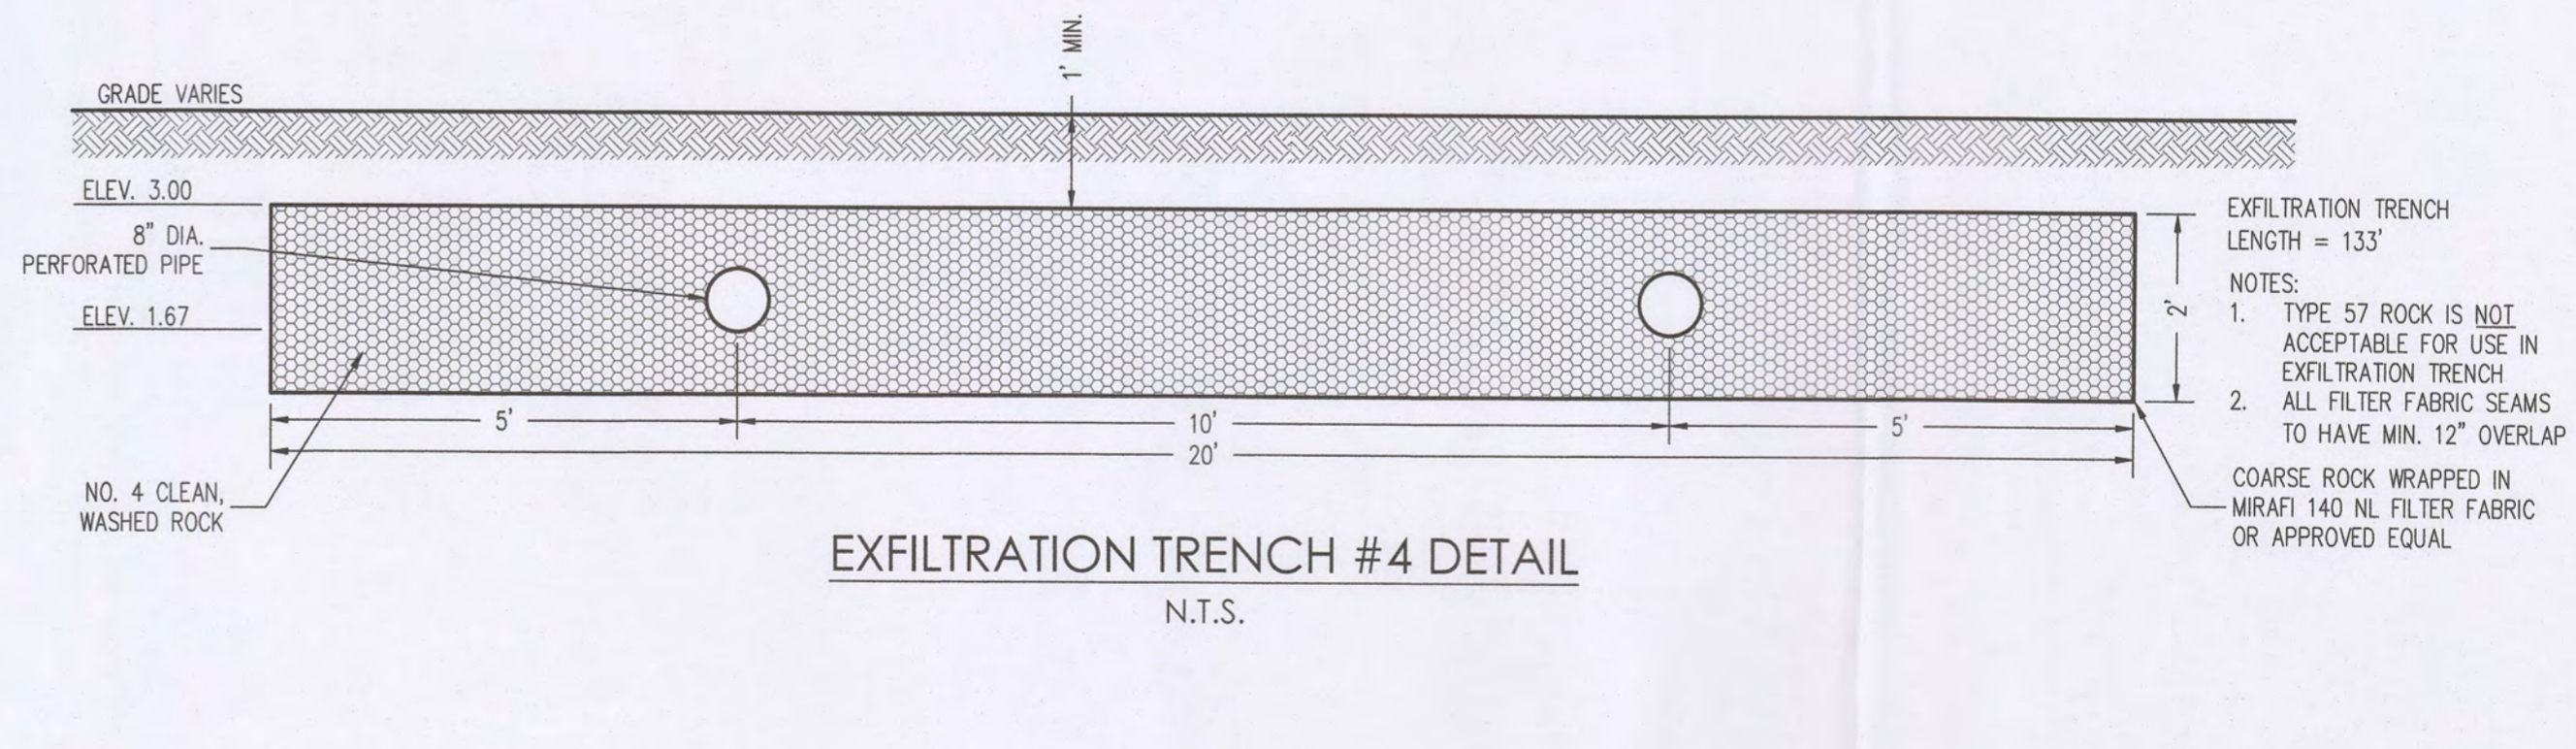 1' MIN.
GRADE VARIES
ELEV. 3.00
8" DIA.
PERFORATED PIPE
ELEV. 1.67
NO. 4 CLEAN,
WASHED ROCK
5'
10'
5'
20'
2'
EXFILTRATION TRENCH
LENGTH = 133'
NOTES:
1. TYPE 57 ROCK IS NOT
ACCEPTABLE FOR USE IN
EXFILTRATION TRENCH
2. ALL FILTER FABRIC SEAMS
TO HAVE MIN. 12" OVERLAP
COARSE ROCK WRAPPED IN
MIRAFI 140 NL FILTER FABRIC
OR APPROVED EQUAL
EXFILTRATION TRENCH #4 DETAIL
N.T.S.